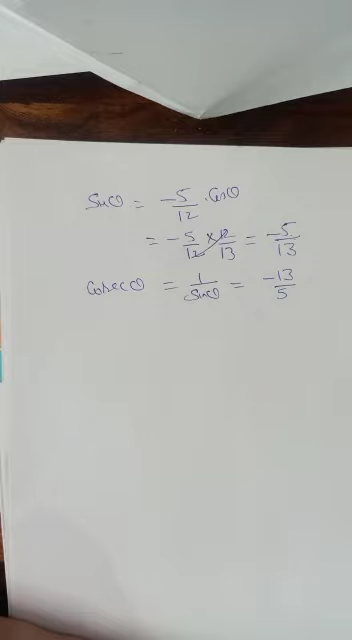 Sinθ = -5/12 . Cosθ
= -5/12 × 12/13 = -5/13
Cosecθ = 1/Sinθ = -13/5